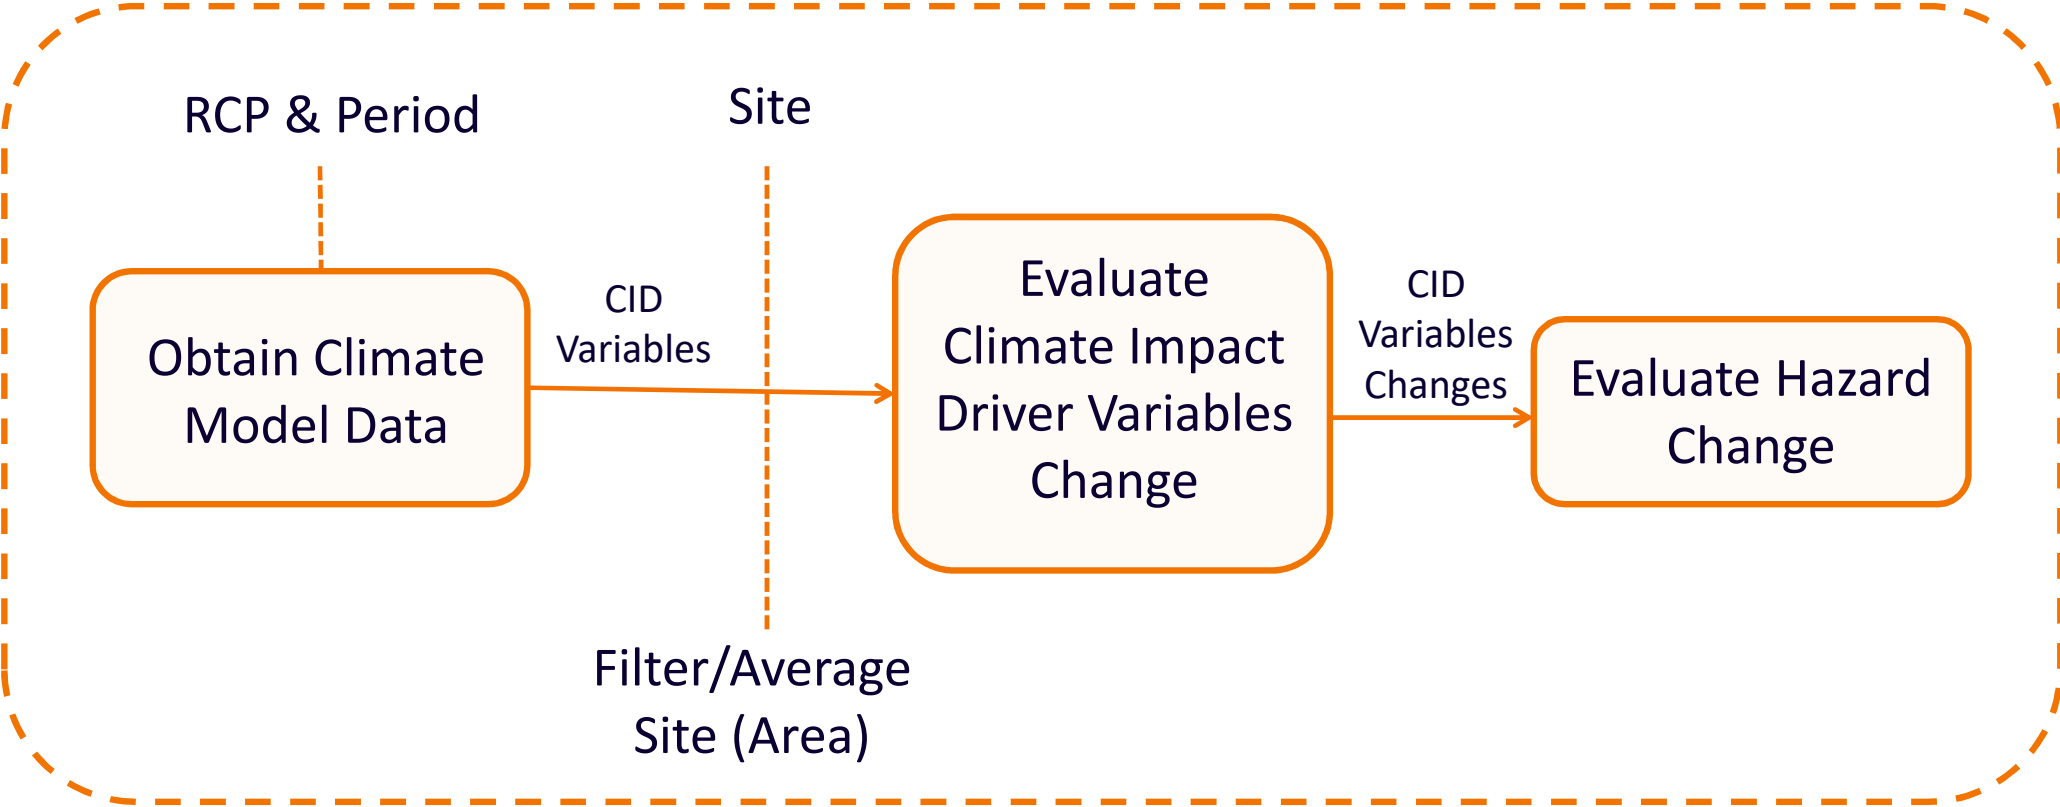 RCP & Period
Site
Obtain Climate
Model Data
CID
Variables
Evaluate
Climate Impact
Driver Variables
Change
CID
Variables
Changes
Evaluate Hazard
Change
Filter/Average
Site (Area)